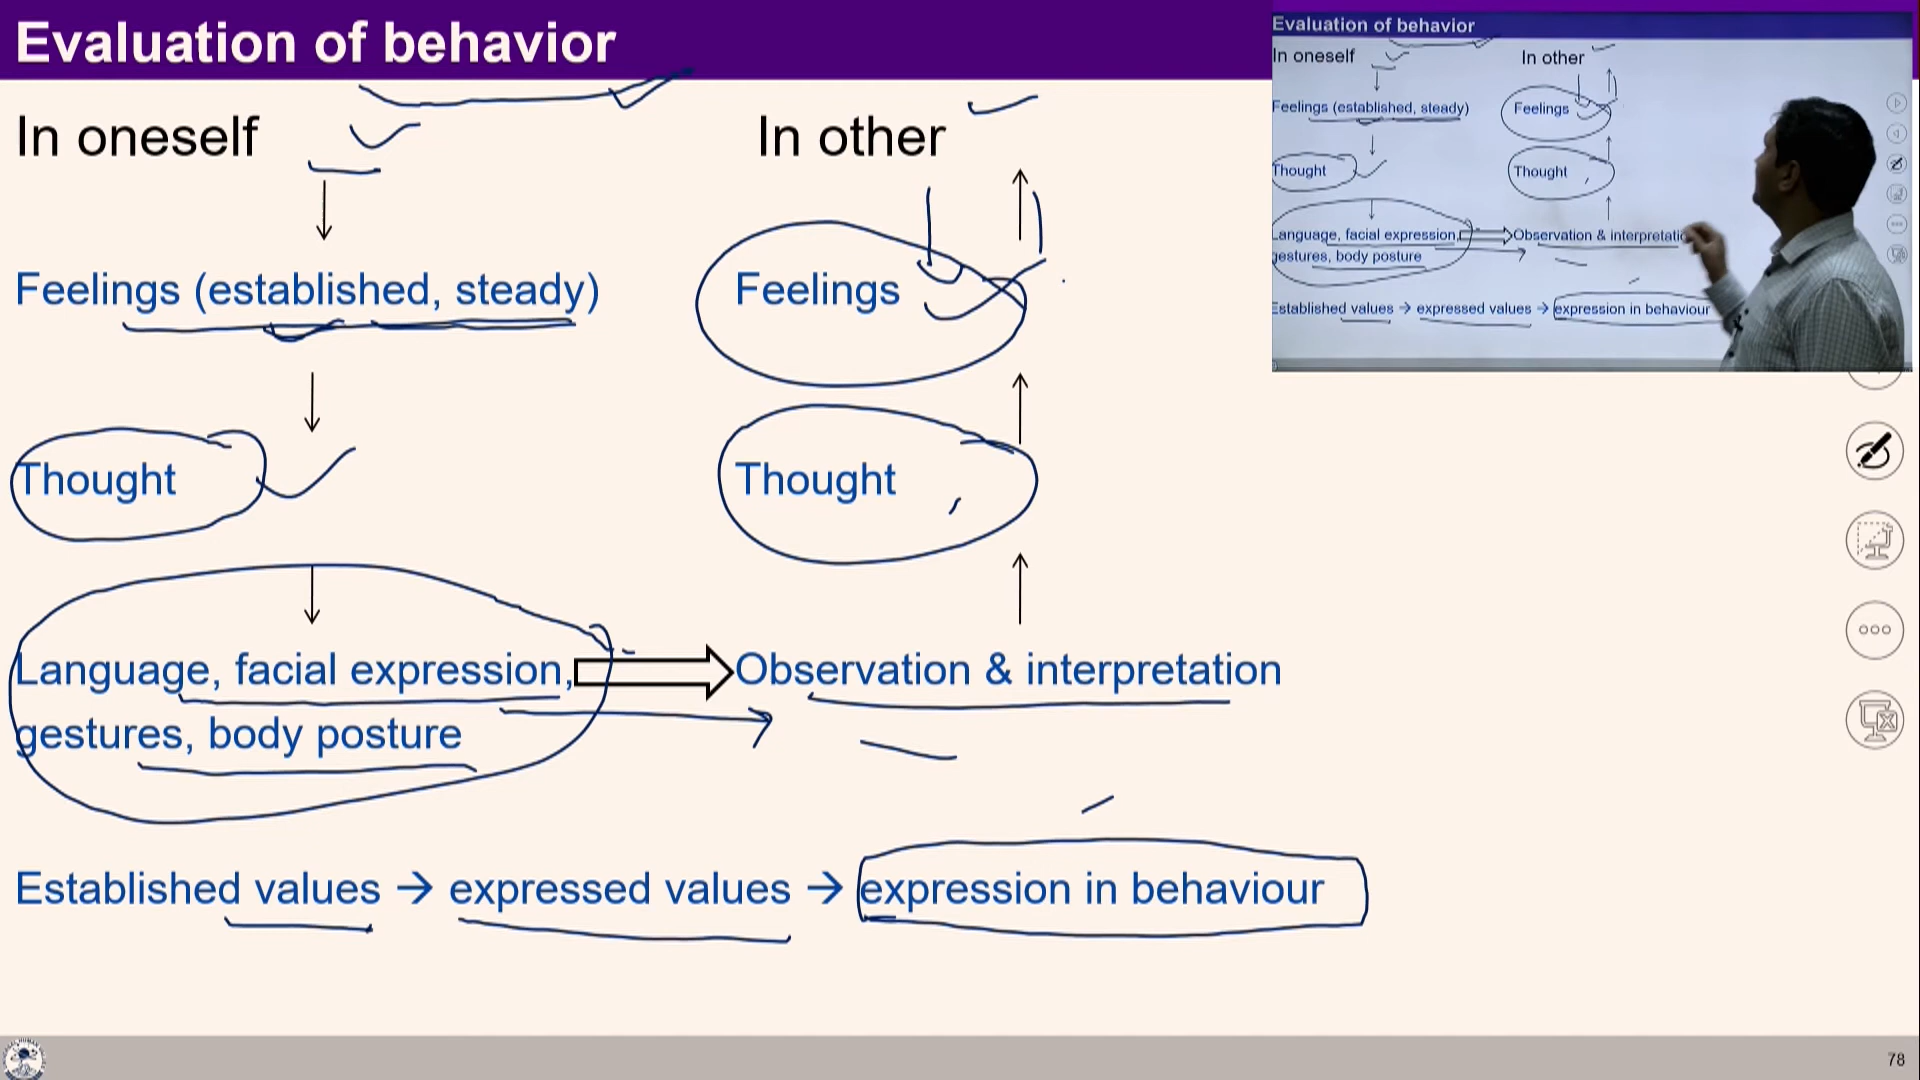 Evaluation of behavior
In oneself
In other
Feelings (established, steady)
Feelings
Thought
Thought
Language, facial expression,
gestures, body posture
Observation & interpretation
Established values → expressed values → expression in behaviour
78
Evaluation of behavior
In oneself
In other
Feelings (established, steady)
Feelings
Thought
Thought
Language, facial expression,
gestures, body posture
Observation & interpretatio
Established values → expressed values → expression in behaviour